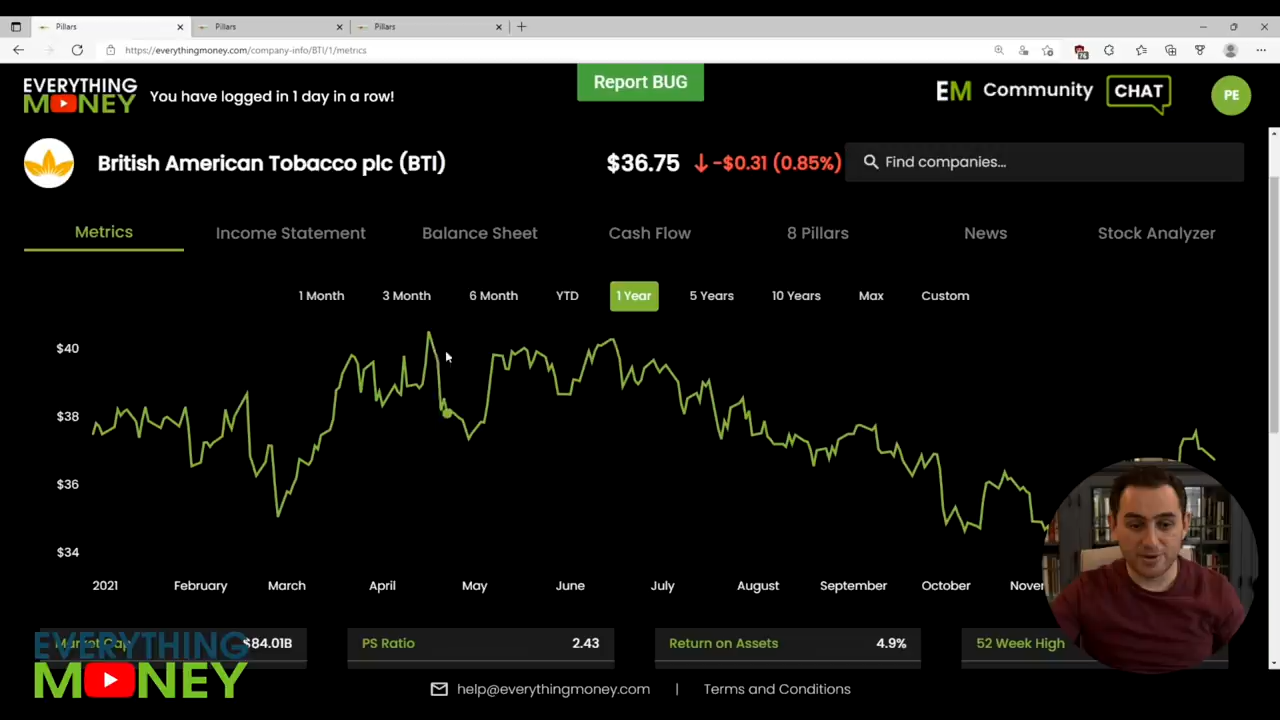 Pillars
Pillars
Pillars
https://everythingmoney.com/company-info/BTI/1/metrics
76
EVERYTHING
MONEY
You have logged in 1 day in a row!
Report BUG
EM Community
CHAT
PE
British American Tobacco plc (BTI)
$36.75
-$0.31 (0.85%)
Find companies...
Metrics
Income Statement
Balance Sheet
Cash Flow
8 Pillars
News
Stock Analyzer
1 Month
3 Month
6 Month
YTD
1 Year
5 Years
10 Years
Max
Custom
$40
$38
$36
$34
2021
February
March
April
May
June
July
August
September
October
Nover
Market Cap
$84.01B
PS Ratio
2.43
Return on Assets
4.9%
52 Week High
EVERYTHING
MONEY
help@everythingmoney.com
|
Terms and Conditions